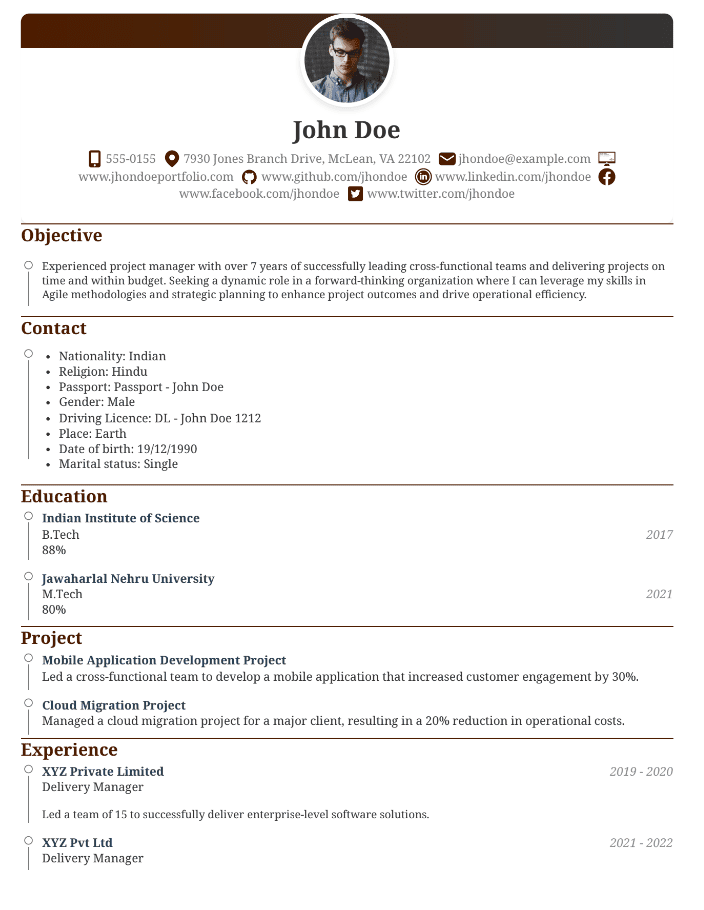 John Doe
555-0155 7930 Jones Branch Drive, McLean, VA 22102 jhondoe@example.com
www.jhondoeportfolio.com www.github.com/jhondoe www.linkedin.com/jhondoe
www.facebook.com/jhondoe www.twitter.com/jhondoe
Objective
Experienced project manager with over 7 years of successfully leading cross-functional teams and delivering projects on
time and within budget. Seeking a dynamic role in a forward-thinking organization where I can leverage my skills in
Agile methodologies and strategic planning to enhance project outcomes and drive operational efficiency.
Contact
• Nationality: Indian
• Religion: Hindu
• Passport: Passport - John Doe
• Gender: Male
• Driving Licence: DL - John Doe 1212
• Place: Earth
• Date of birth: 19/12/1990
• Marital status: Single
Education
Indian Institute of Science
B.Tech 2017
88%
Jawaharlal Nehru University
M.Tech 2021
80%
Project
Mobile Application Development Project
Led a cross-functional team to develop a mobile application that increased customer engagement by 30%.
Cloud Migration Project
Managed a cloud migration project for a major client, resulting in a 20% reduction in operational costs.
Experience
XYZ Private Limited 2019 - 2020
Delivery Manager
Led a team of 15 to successfully deliver enterprise-level software solutions.
XYZ Pvt Ltd 2021 - 2022
Delivery Manager